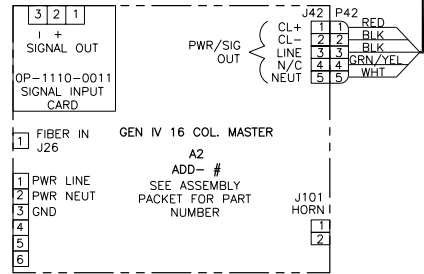 3 2 1
I +
SIGNAL OUT
0P-1110-0011
SIGNAL INPUT
CARD
J42 P42
PWR/SIG
OUT
CL+ 1 1 RED
CL- 2 2 BLK
LINE 3 3 BLK
N/C 4 4 GRN/YEL
NEUT 5 5 WHT
1 FIBER IN
J26
GEN IV 16 COL. MASTER
A2
ADD- #
SEE ASSEMBLY
PACKET FOR PART
NUMBER
1 PWR LINE
2 PWR NEUT
3 GND
4
5
6
J101
HORN
1
2